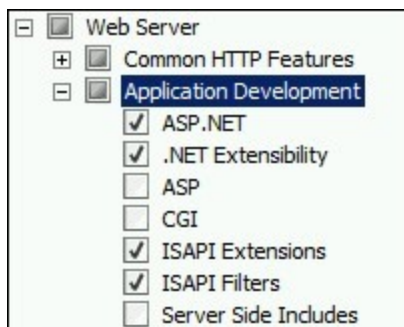 Web Server
Common HTTP Features
Application Development
ASP.NET
.NET Extensibility
ASP
CGI
ISAPI Extensions
ISAPI Filters
Server Side Includes